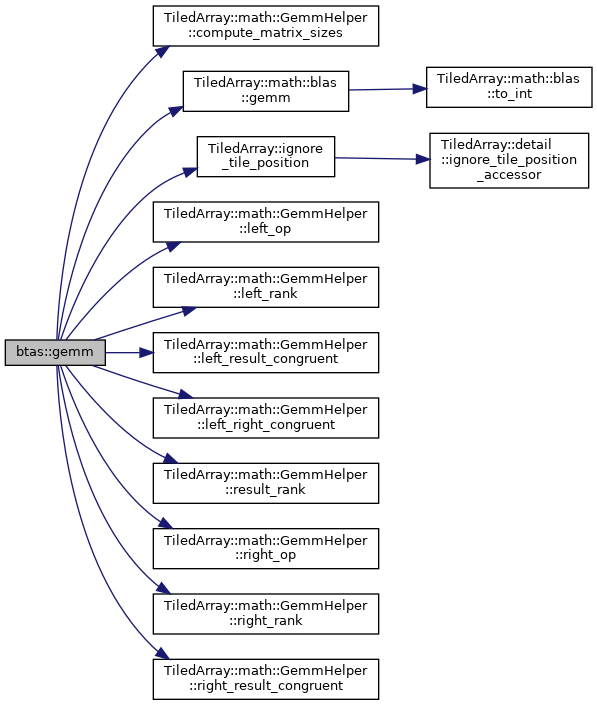 TiledArray::math::GemmHelper
::compute_matrix_sizes
TiledArray::math::blas
::gemm
TiledArray::math::blas
::to_int
TiledArray::ignore
_tile_position
TiledArray::detail
::ignore_tile_position
_accessor
TiledArray::math::GemmHelper
::left_op
TiledArray::math::GemmHelper
::left_rank
btas::gemm
TiledArray::math::GemmHelper
::left_result_congruent
TiledArray::math::GemmHelper
::left_right_congruent
TiledArray::math::GemmHelper
::result_rank
TiledArray::math::GemmHelper
::right_op
TiledArray::math::GemmHelper
::right_rank
TiledArray::math::GemmHelper
::right_result_congruent